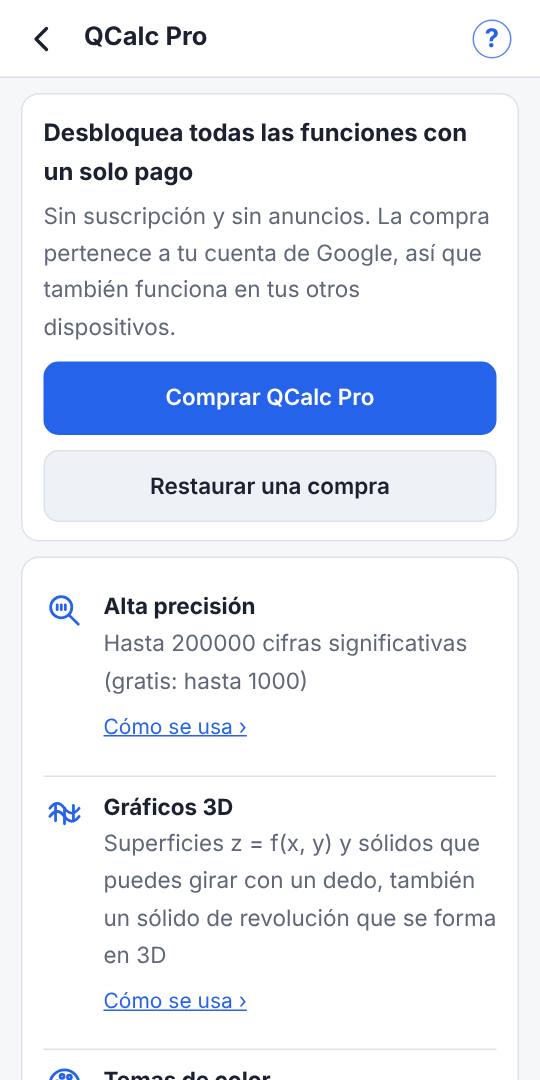 QCalc Pro
?
Desbloquea todas las funciones con
un solo pago
Sin suscripción y sin anuncios. La compra
pertenece a tu cuenta de Google, así que
también funciona en tus otros
dispositivos.
Comprar QCalc Pro
Restaurar una compra
Alta precisión
Hasta 200000 cifras significativas
(gratis: hasta 1000)
Cómo se usa ›
Gráficos 3D
Superficies z = f(x, y) y sólidos que
puedes girar con un dedo, también
un sólido de revolución que se forma
en 3D
Cómo se usa ›
Temas de color